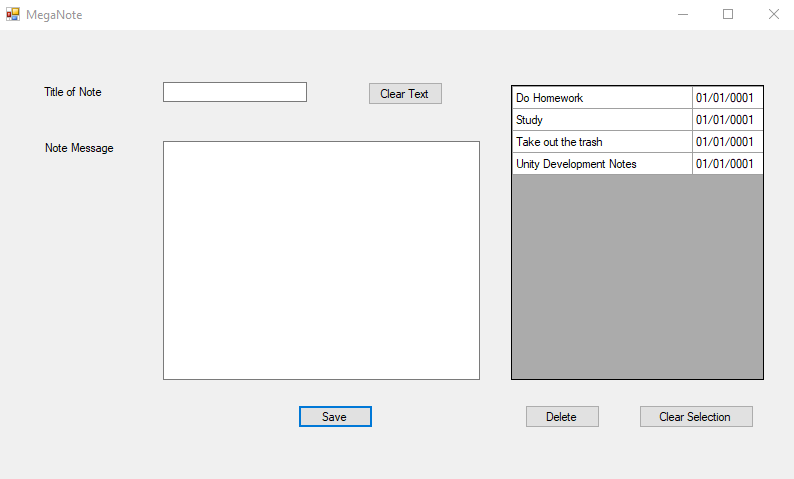 MegaNote
Title of Note
Clear Text
Note Message
Do Homework 01/01/0001
Study 01/01/0001
Take out the trash 01/01/0001
Unity Development Notes 01/01/0001
Save
Delete
Clear Selection